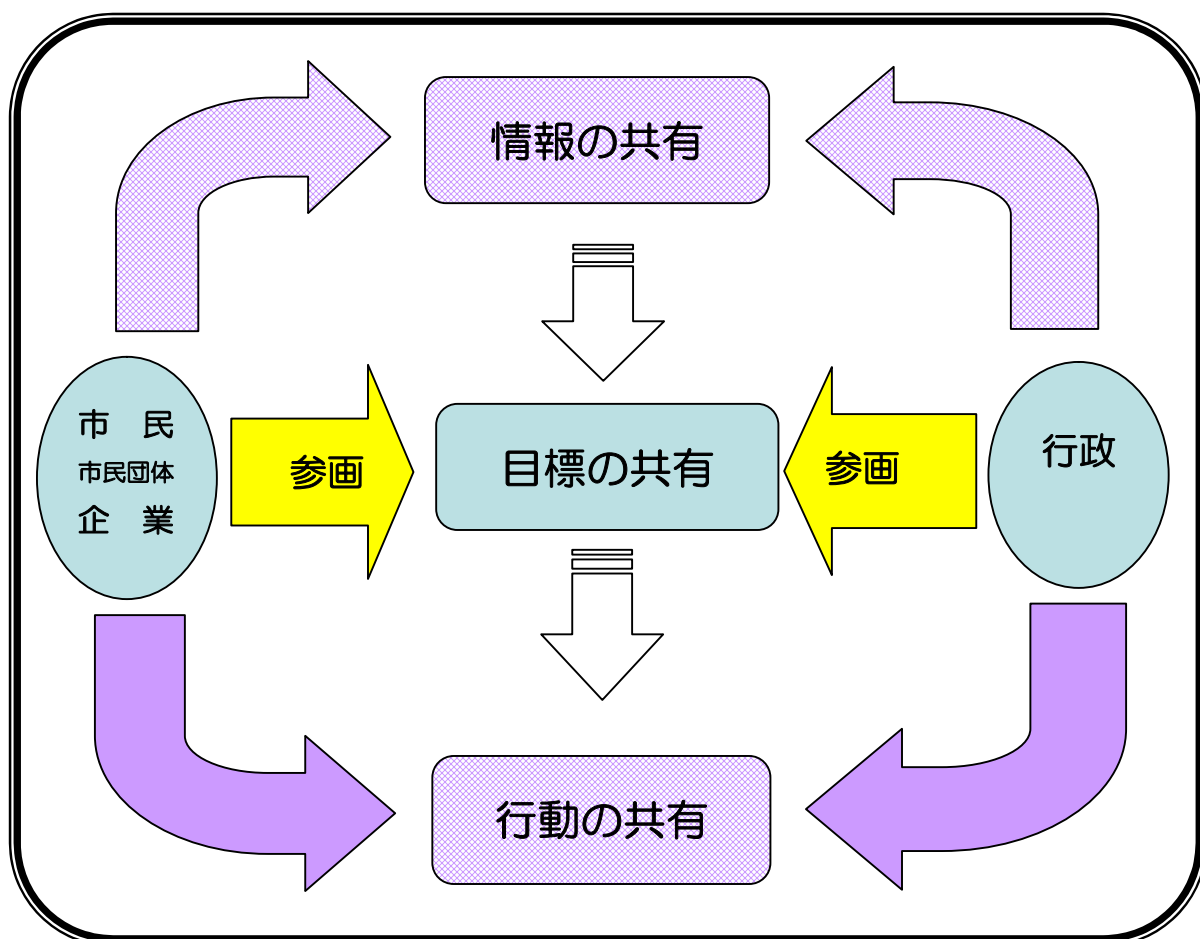 情報の共有
市　民
市民団体
企　業
参画
目標の共有
参画
行政
行動の共有